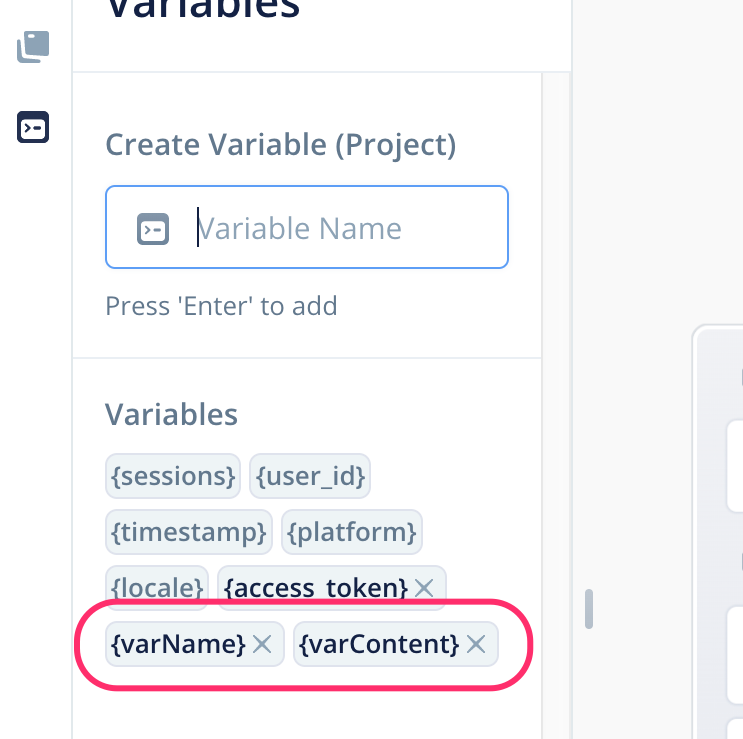 Variables
Create Variable (Project)
Variable Name
Press 'Enter' to add
Variables
{sessions} {user_id}
{timestamp} {platform}
{locale} {access_token}
{varName} {varContent}